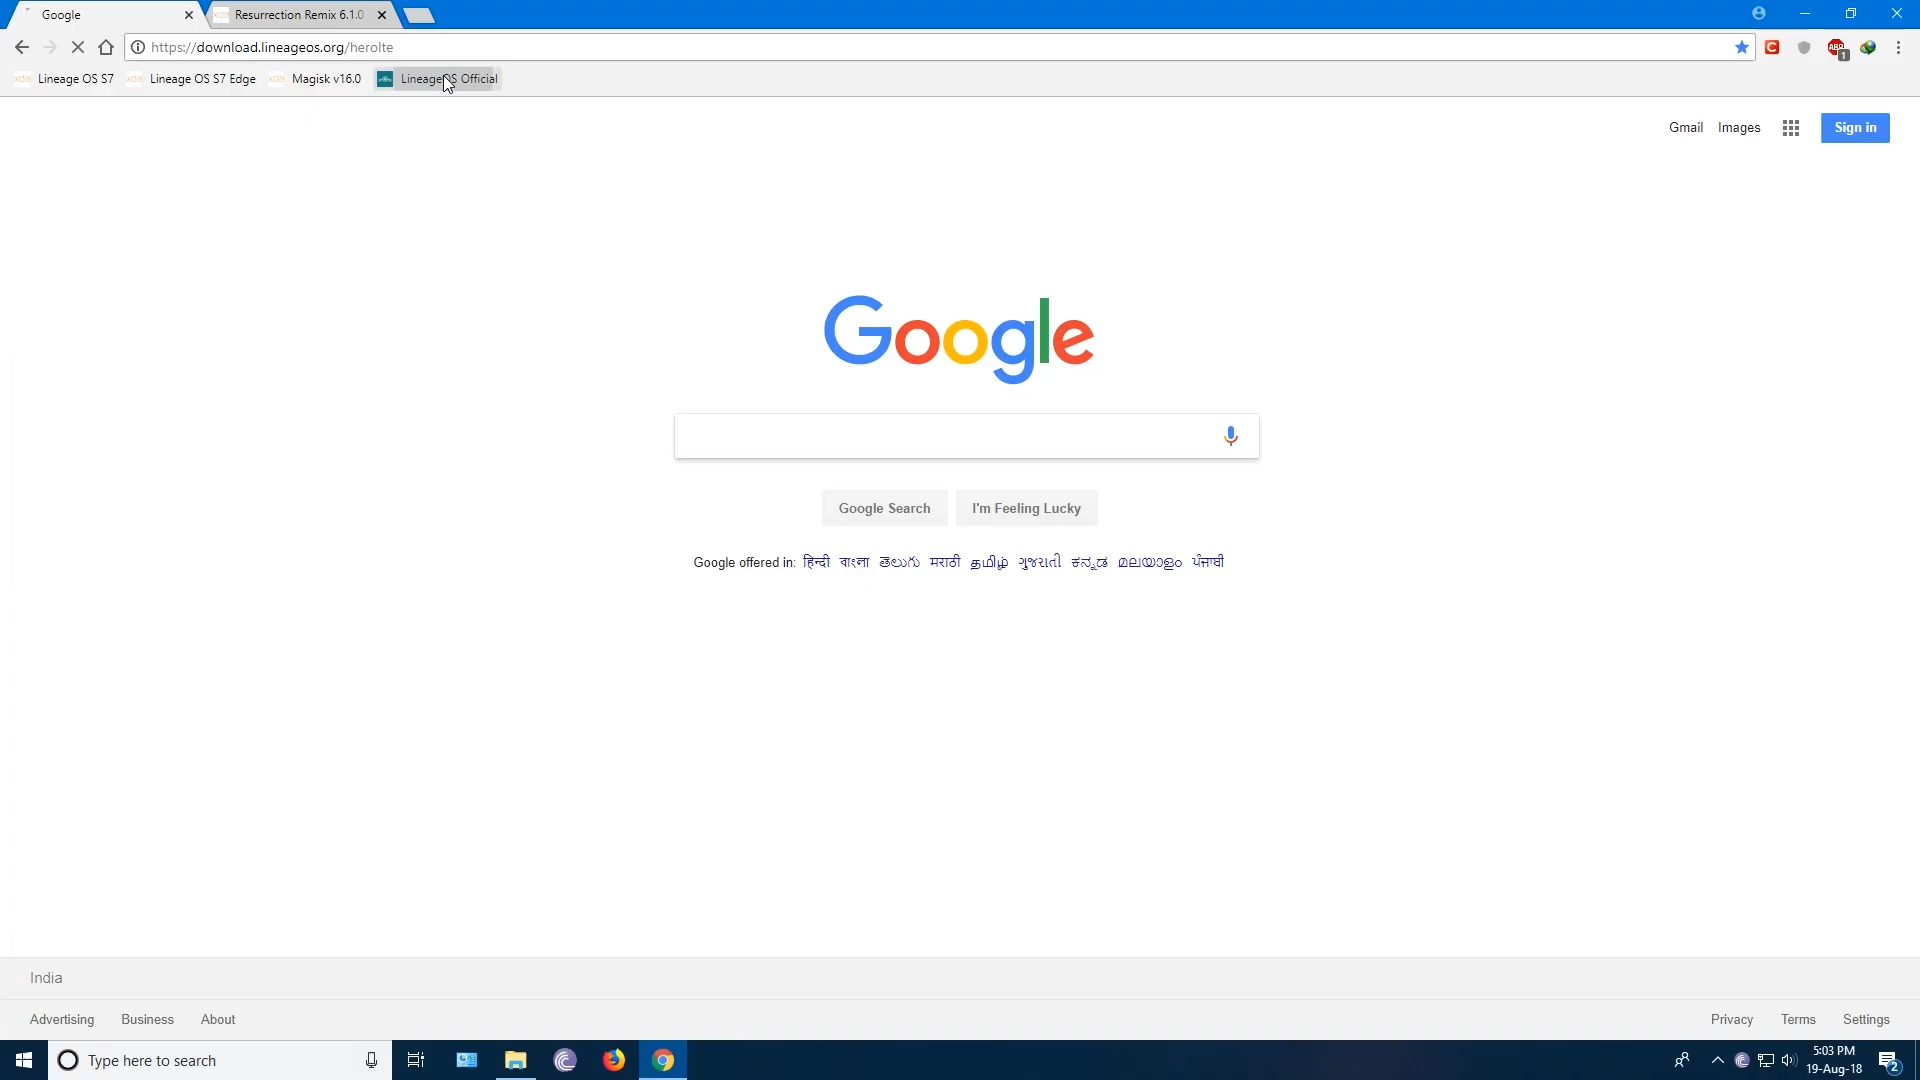 Google
Resurrection Remix 6.1.0
https://download.lineageos.org/herolte
Lineage OS S7
Lineage OS S7 Edge
Magisk v16.0
LineageOS Official
Gmail
Images
Sign in
Google
Google Search
I'm Feeling Lucky
Google offered in: हिन्दी বাংলা తెలుగు मराठी தமிழ் ગુજરાતી ಕನ್ನಡ മലയാളം ਪੰਜਾਬੀ
India
Advertising
Business
About
Privacy
Terms
Settings
Type here to search
5:03 PM
19-Aug-18
2